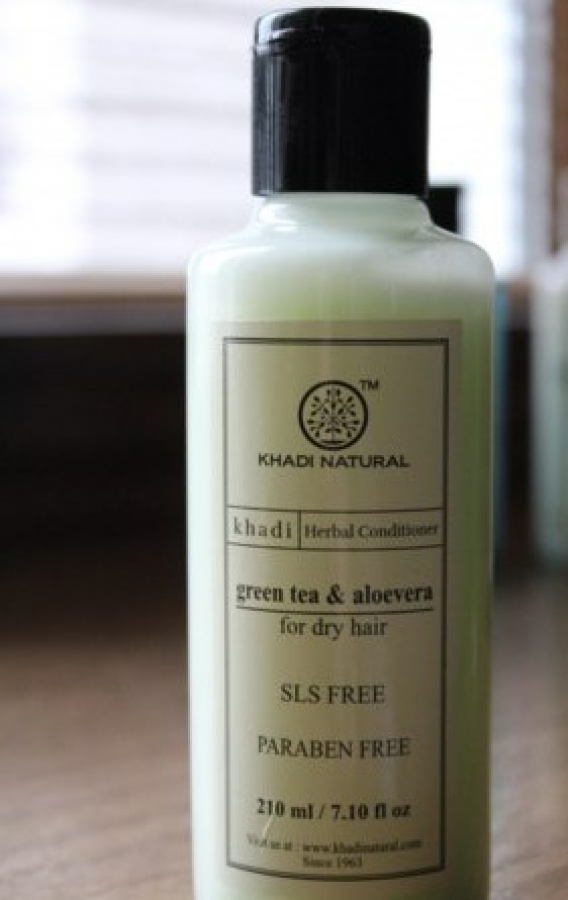 TM
KHADI NATURAL
khadi Herbal Conditioner
green tea & aloevera
for dry hair
SLS FREE
PARABEN FREE
210 ml / 7.10 fl oz
Visit us at : www.khadinatural.com
Since 1963